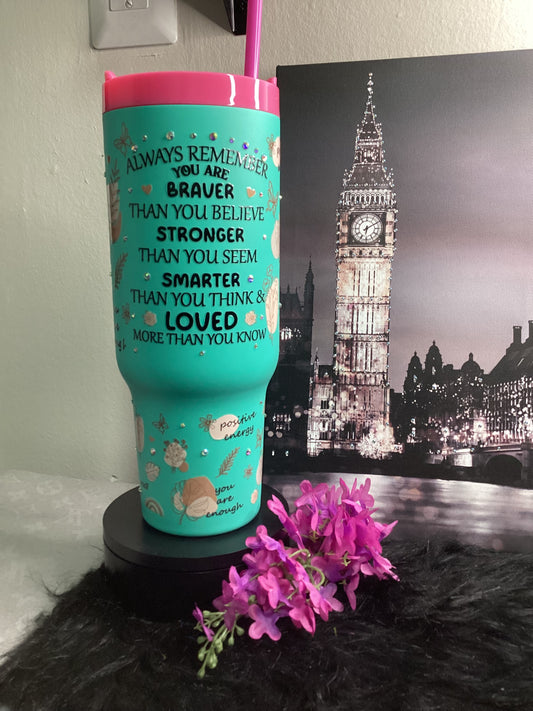 ALWAYS REMEMBER
YOU ARE
BRAVER
THAN YOU BELIEVE
STRONGER
THAN YOU SEEM
SMARTER
THAN YOU THINK &
LOVED
MORE THAN YOU KNOW
positive
energy
you
are
enough